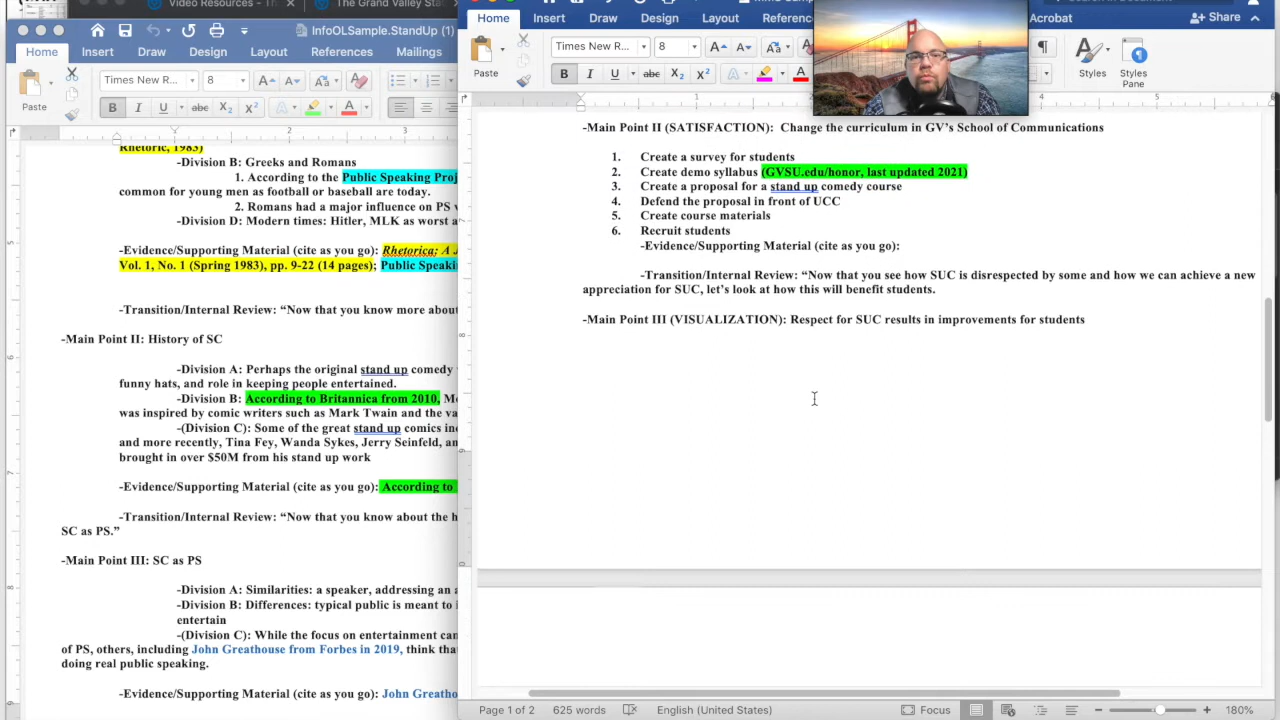 Video Resources -
The Grand Valley Sta
InfoOLSample.StandUp (1)
Home Insert Draw Design Layout References Mailings
Paste
Times New R... 8
B I U abc X2 X2 A A
-Division B: Greeks and Romans
1. According to the Public Speaking Proj
common for young men as football or baseball are today.
2. Romans had a major influence on PS
-Division D: Modern times: Hitler, MLK as worst a
-Evidence/Supporting Material (cite as you go): Rhetorica; A J
Vol. 1, No. 1 (Spring 1983), pp. 9-22 (14 pages); Public Speaki
-Transition/Internal Review: “Now that you know more about
-Main Point II: History of SC
-Division A: Perhaps the original stand up comedy
funny hats, and role in keeping people entertained.
-Division B: According to Britannica from 2010, M
was inspired by comic writers such as Mark Twain and the va
-(Division C): Some of the great stand up comics in
and more recently, Tina Fey, Wanda Sykes, Jerry Seinfeld, an
brought in over $50M from his stand up work
-Evidence/Supporting Material (cite as you go): According to
-Transition/Internal Review: “Now that you know about the h
SC as PS.”
-Main Point III: SC as PS
-Division A: Similarities: a speaker, addressing an a
-Division B: Differences: typical public is meant to i
entertain
-(Division C): While the focus on entertainment can
of PS, others, including John Greathouse from Forbes in 2019, think tha
doing real public speaking.
-Evidence/Supporting Material (cite as you go): John Greatho
Home Insert Draw Design Layout Acrobat Share
Paste
Times New R... 8
B I U abc X2 X2 A A
Styles
Styles
Pane
-Main Point II (SATISFACTION): Change the curriculum in GV’s School of Communications
1. Create a survey for students
2. Create demo syllabus (GVSU.edu/honor, last updated 2021)
3. Create a proposal for a stand up comedy course
4. Defend the proposal in front of UCC
5. Create course materials
6. Recruit students
-Evidence/Supporting Material (cite as you go):
-Transition/Internal Review: “Now that you see how SUC is disrespected by some and how we can achieve a new
appreciation for SUC, let’s look at how this will benefit students.
-Main Point III (VISUALIZATION): Respect for SUC results in improvements for students
Page 1 of 2 625 words English (United States) Focus 180%